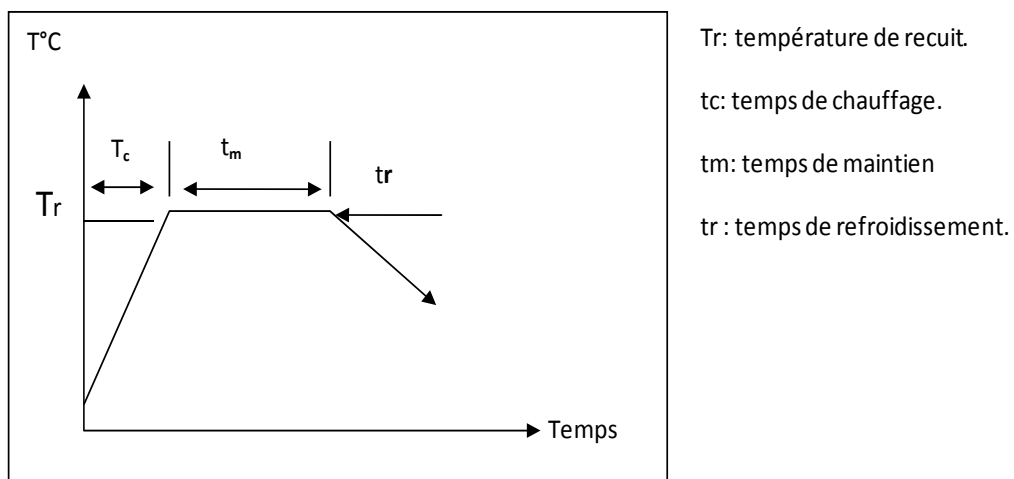 T°C
Tc
tm
tr
Tr
Temps
Tr: température de recuit.
tc: temps de chauffage.
tm: temps de maintien
tr : temps de refroidissement.